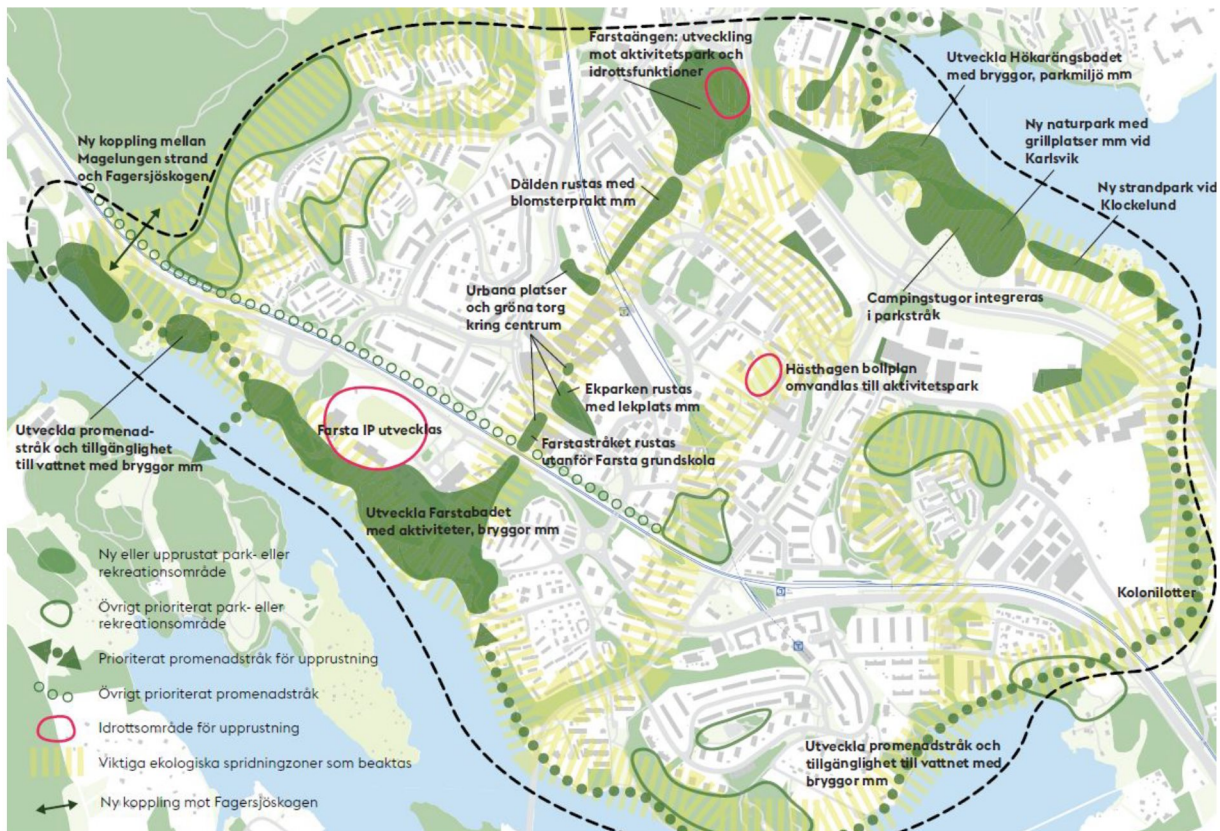 Farstaängen: utveckling
mot aktivitetspark och
idrottsfunktioner
Utveckla Hökarängsbadet
med bryggor, parkmiljö mm
Ny koppling mellan
Magelungen strand
och Fagersjöskogen
Ny naturpark med
grillplatser mm vid
Karlsvik
Dälden rustas med
blomsterprakt mm
Ny strandpark vid
Klockelund
Urbana platser
och gröna torg
kring centrum
Campingstugor integreras
i parkstråk
Hästhagen bollplan
omvandlas till aktivitetspark
Ekparken rustas
med lekplats mm
Utveckla promenad-
stråk och tillgänglighet
till vattnet med bryggor mm
Farsta IP utvecklas
Farstastråket rustas
utanför Farsta grundskola
Utveckla Farstabadet
med aktiviteter, bryggor mm
Kolonilotter
Utveckla promenadstråk och
tillgänglighet till vattnet med
bryggor mm
Ny eller upprustat park- eller
rekreationsområde
Övrigt prioriterat park- eller
rekreationsområde
Prioriterat promenadstråk för upprustning
Övrigt prioriterat promenadstråk
Idrottsområde för upprustning
Viktiga ekologiska spridningzoner som beaktas
Ny koppling mot Fagersjöskogen